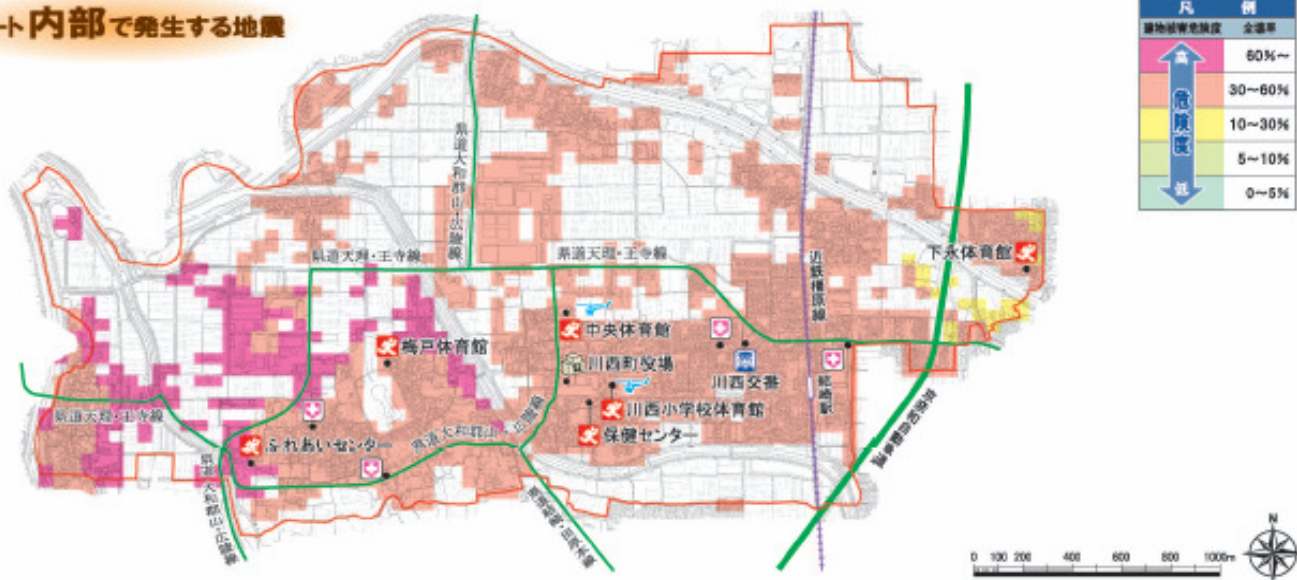 ート内部で発生する地震
凡 例
建物被害危険度 全壊率
高
危険度
低
60%~
30~60%
10~30%
5~10%
0~5%
県道大和郡山・広陵線
県道天理・王寺線
県道天理・王寺線
近鉄橿原線
下永体育館
中央体育館
梅戸体育館
川西町役場
川西交番
結崎駅
川西小学校体育館
保健センター
県道天理・王寺線
ふれあいセンター
県道大和郡山・広陵線
京奈和自動車道
県道大和郡山・広陵線
N
0 100 200 400 600 800 1000m